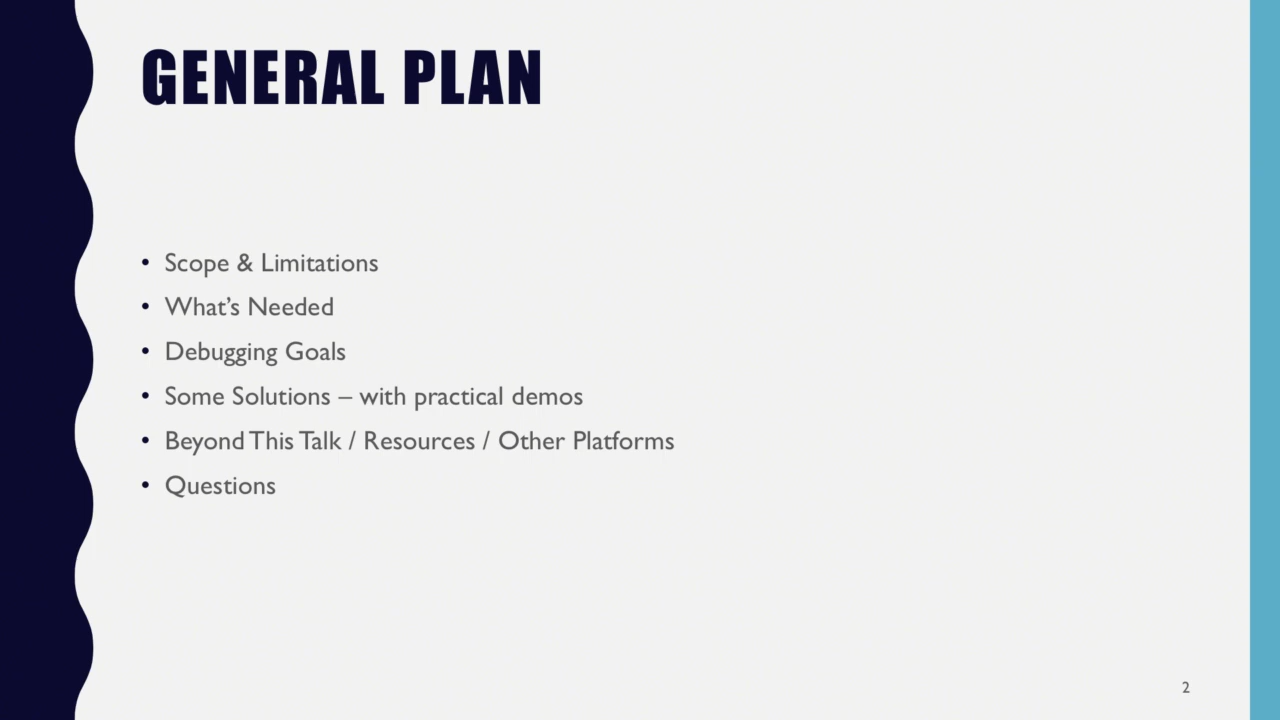 GENERAL PLAN
• Scope & Limitations
• What’s Needed
• Debugging Goals
• Some Solutions – with practical demos
• Beyond This Talk / Resources / Other Platforms
• Questions
2